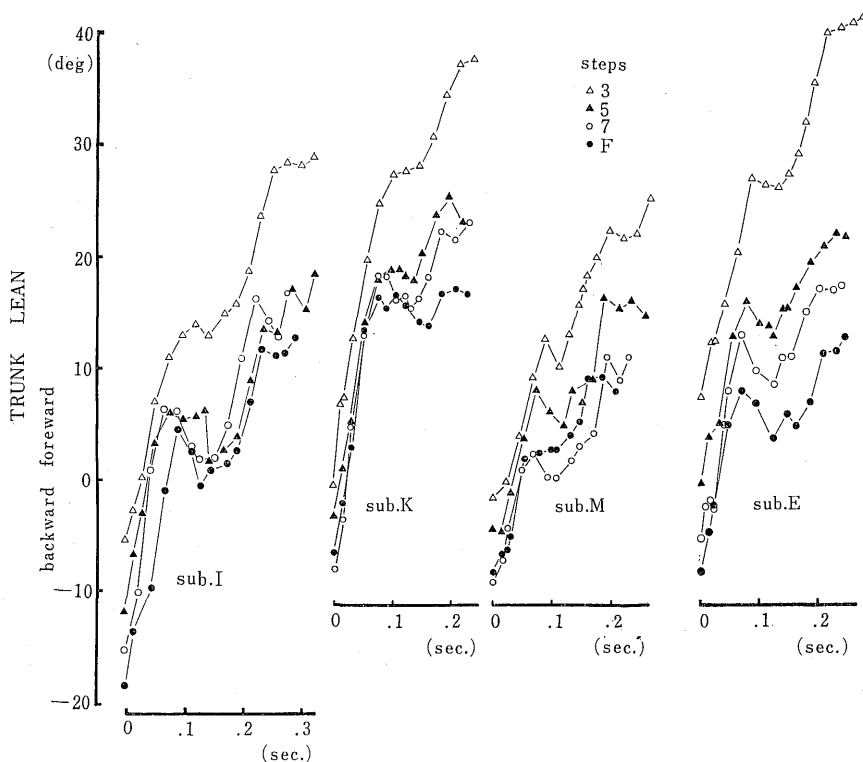 40
(deg)
30
20
10
0
−10
−20
TRUNK LEAN
backward foreward
steps
△ 3
▲ 5
○ 7
● F
sub.I
sub.K
sub.M
sub.E
0 .1 .2 .3
(sec.)
0 .1 .2
(sec.)
0 .1 .2
(sec.)
0 .1 .2
(sec.)